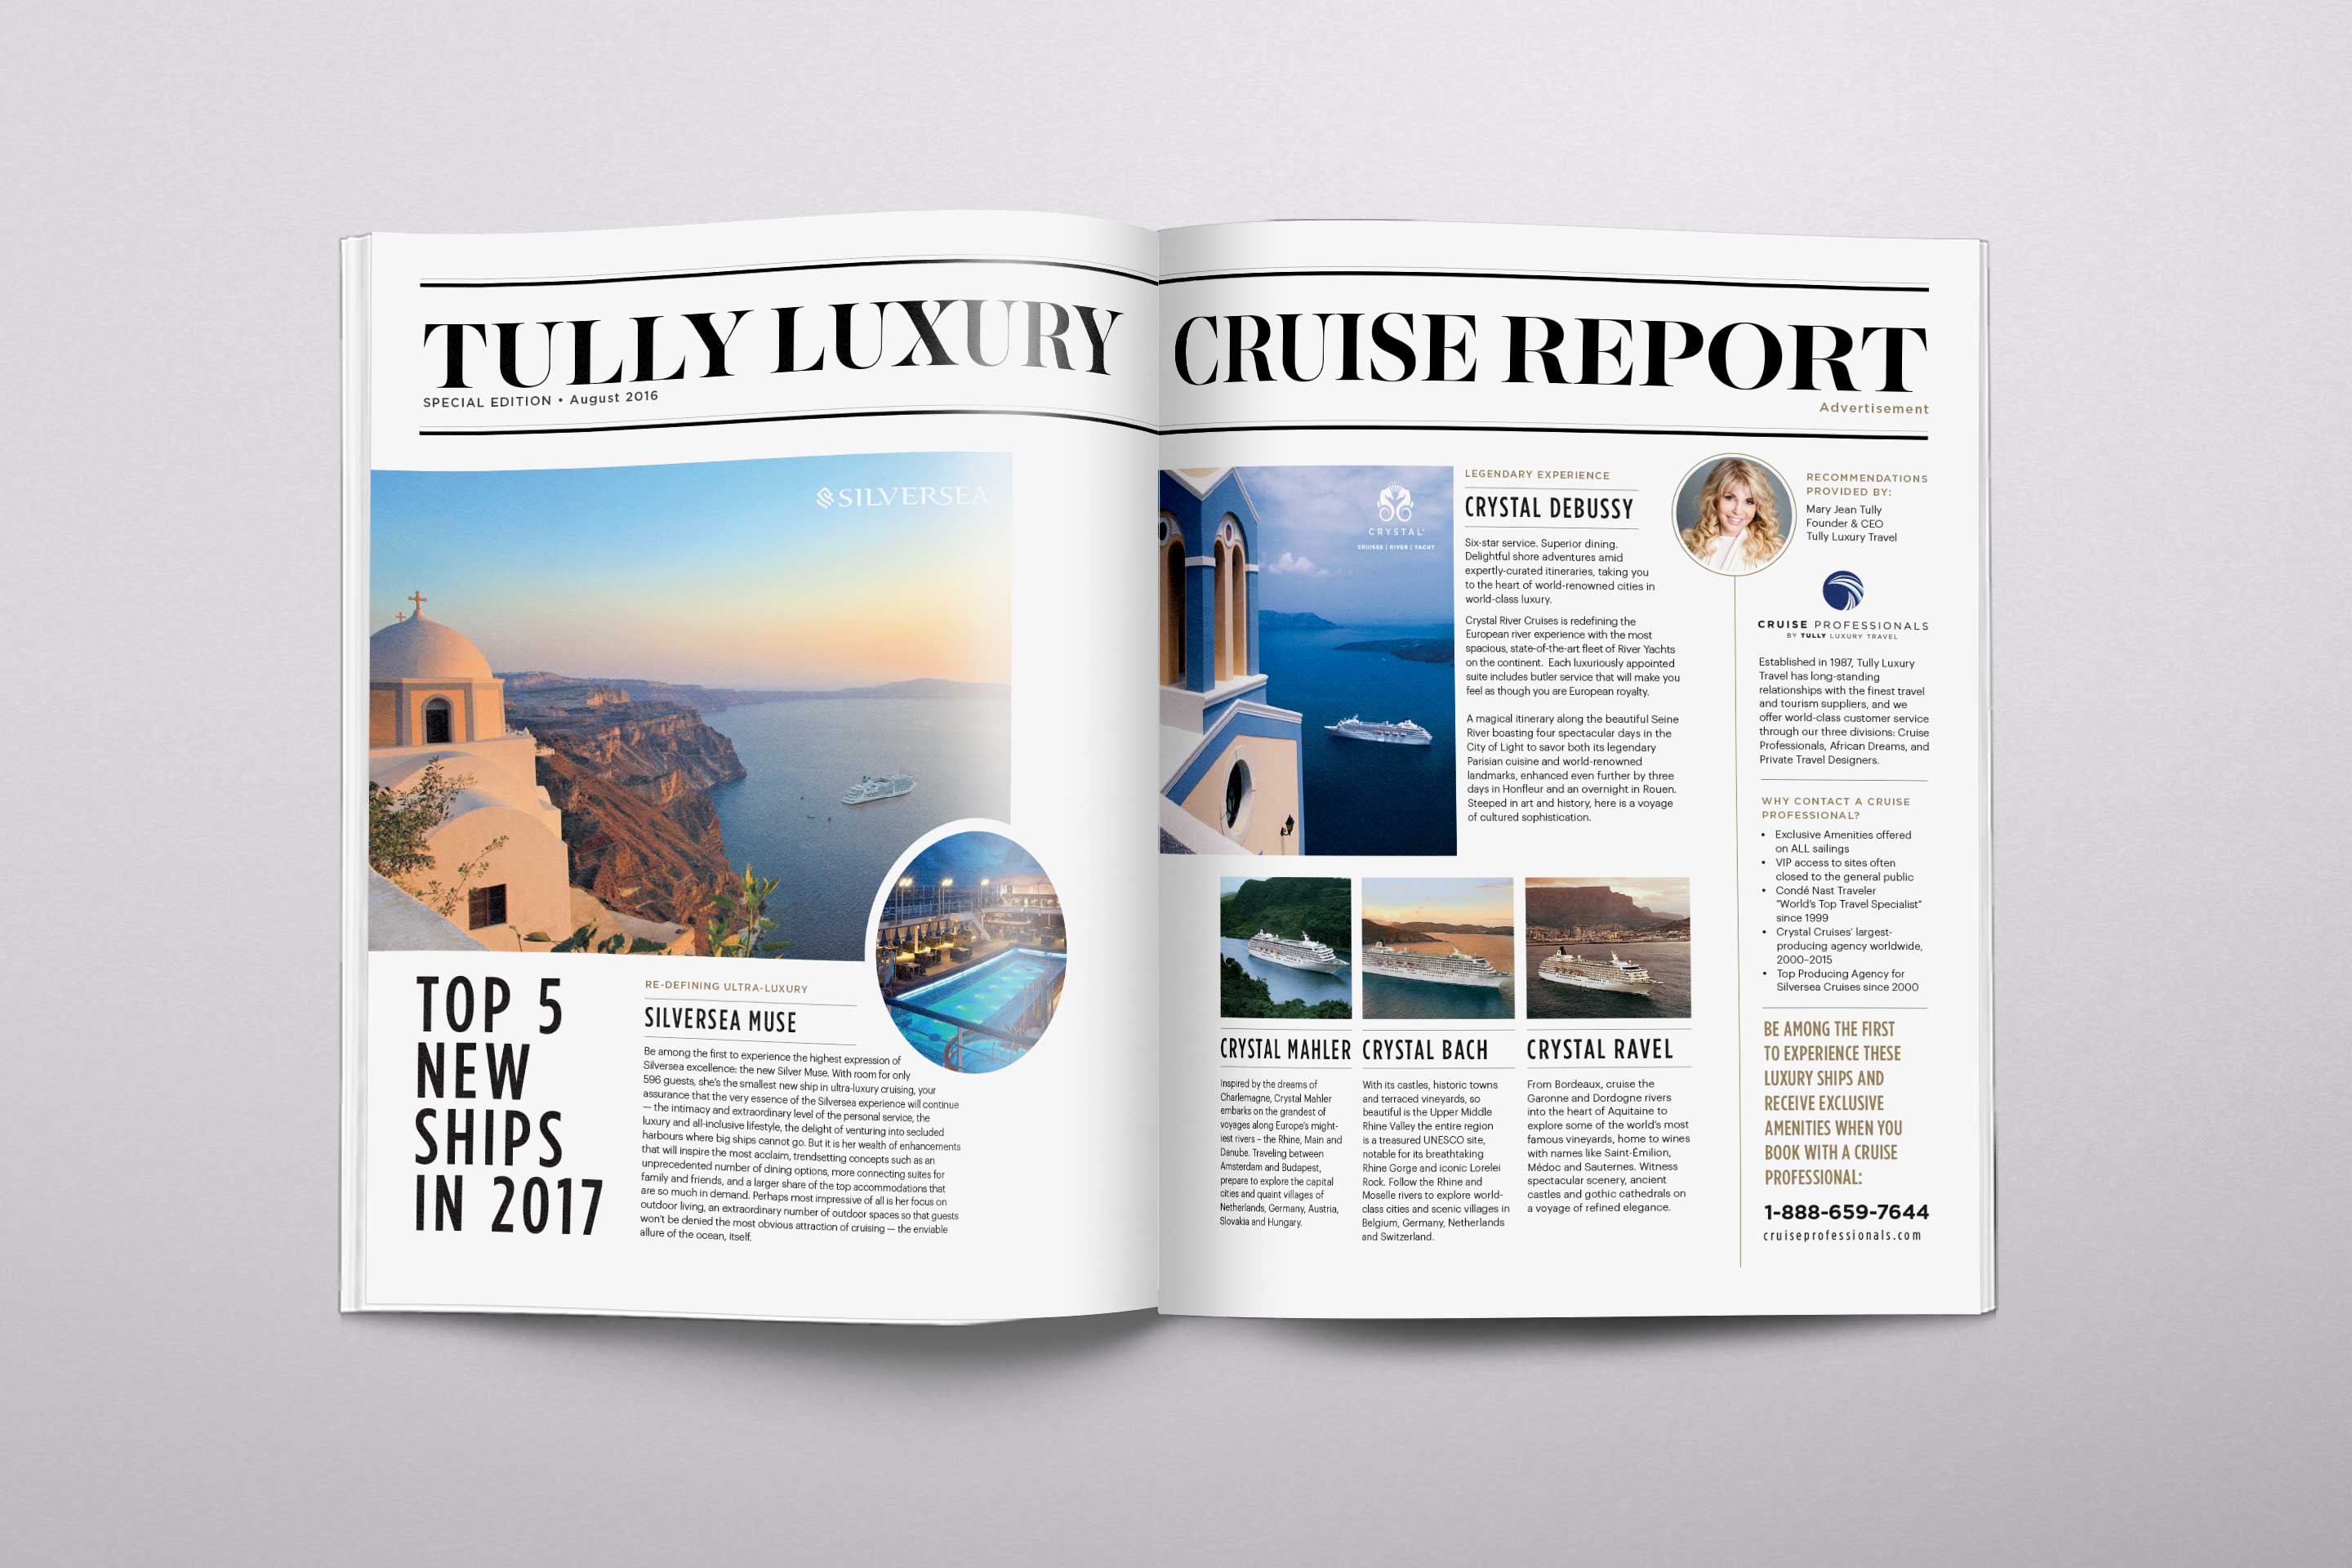 TULLY LUXURY CRUISE REPORT
SPECIAL EDITION • August 2016
Advertisement
SILVERSEA
TOP 5
NEW
SHIPS
IN 2017
RE-DEFINING ULTRA-LUXURY
SILVERSEA MUSE
Be among the first to experience the highest expression of
Silversea excellence: the new Silver Muse. With room for only
596 guests, she's the smallest new ship in ultra-luxury cruising, your
assurance that the very essence of the Silversea experience will continue
— the intimacy and extraordinary level of the personal service, the
luxury and all-inclusive lifestyle, the delight of venturing into secluded
harbours where big ships cannot go. But it is her wealth of enhancements
that will inspire the most acclaim, trendsetting concepts such as an
unprecedented number of dining options, more connecting suites for
family and friends, and a larger share of the top accommodations that
are so much in demand. Perhaps most impressive of all is her focus on
outdoor living, an extraordinary number of outdoor spaces so that guests
won't be denied the most obvious attraction of cruising — the enviable
allure of the ocean, itself.
CRYSTAL
CRUISES | RIVER | YACHT
LEGENDARY EXPERIENCE
CRYSTAL DEBUSSY
Six-star service. Superior dining.
Delightful shore adventures amid
expertly-curated itineraries, taking you
to the heart of world-renowned cities in
world-class luxury.
Crystal River Cruises is redefining the
European river experience with the most
spacious, state-of-the-art fleet of River Yachts
on the continent. Each luxuriously appointed
suite includes butler service that will make you
feel as though you are European royalty.
A magical itinerary along the beautiful Seine
River boasting four spectacular days in the
City of Light to savor both its legendary
Parisian cuisine and world-renowned
landmarks, enhanced even further by three
days in Honfleur and an overnight in Rouen.
Steeped in art and history, here is a voyage
of cultured sophistication.
CRYSTAL MAHLER
Inspired by the dreams of
Charlemagne, Crystal Mahler
embarks on the grandest of
voyages along Europe's might-
iest rivers – the Rhine, Main and
Danube. Traveling between
Amsterdam and Budapest,
prepare to explore the capital
cities and quaint villages of
Netherlands, Germany, Austria,
Slovakia and Hungary.
CRYSTAL BACH
With its castles, historic towns
and terraced vineyards, so
beautiful is the Upper Middle
Rhine Valley the entire region
is a treasured UNESCO site,
notable for its breathtaking
Rhine Gorge and iconic Lorelei
Rock. Follow the Rhine and
Moselle rivers to explore world-
class cities and scenic villages in
Belgium, Germany, Netherlands
and Switzerland.
CRYSTAL RAVEL
From Bordeaux, cruise the
Garonne and Dordogne rivers
into the heart of Aquitaine to
explore some of the world's most
famous vineyards, home to wines
with names like Saint-Émilion,
Médoc and Sauternes. Witness
spectacular scenery, ancient
castles and gothic cathedrals on
a voyage of refined elegance.
RECOMMENDATIONS
PROVIDED BY:
Mary Jean Tully
Founder & CEO
Tully Luxury Travel
CRUISE PROFESSIONALS
BY TULLY LUXURY TRAVEL
Established in 1987, Tully Luxury
Travel has long-standing
relationships with the finest travel
and tourism suppliers, and we
offer world-class customer service
through our three divisions: Cruise
Professionals, African Dreams, and
Private Travel Designers.
WHY CONTACT A CRUISE
PROFESSIONAL?
• Exclusive Amenities offered
on ALL sailings
• VIP access to sites often
closed to the general public
• Condé Nast Traveler
"World's Top Travel Specialist"
since 1999
• Crystal Cruises' largest-
producing agency worldwide,
2000–2015
• Top Producing Agency for
Silversea Cruises since 2000
BE AMONG THE FIRST
TO EXPERIENCE THESE
LUXURY SHIPS AND
RECEIVE EXCLUSIVE
AMENITIES WHEN YOU
BOOK WITH A CRUISE
PROFESSIONAL:
1-888-659-7644
cruiseprofessionals.com